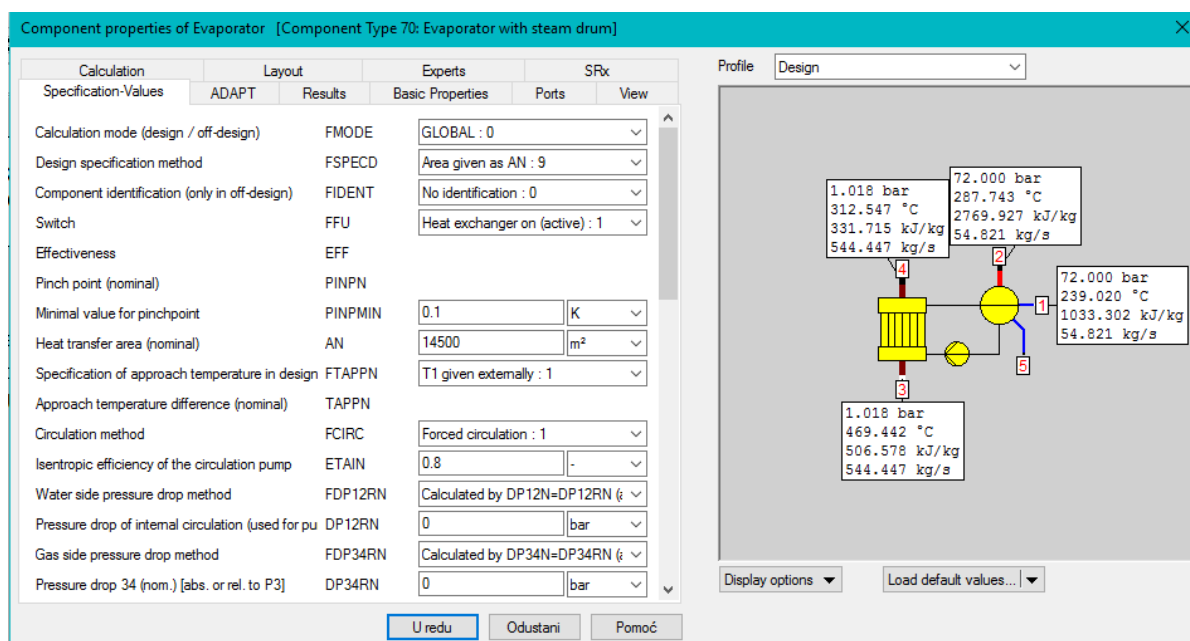 Component properties of Evaporator [Component Type 70: Evaporator with steam drum]
Calculation Layout Experts SRx
Specification-Values ADAPT Results Basic Properties Ports View
Calculation mode (design / off-design) FMODE GLOBAL : 0
Design specification method FSPECD Area given as AN : 9
Component identification (only in off-design) FIDENT No identification : 0
Switch FFU Heat exchanger on (active) : 1
Effectiveness EFF
Pinch point (nominal) PINPN
Minimal value for pinchpoint PINPMIN 0.1 K
Heat transfer area (nominal) AN 14500 m²
Specification of approach temperature in design FTAPPN T1 given externally : 1
Approach temperature difference (nominal) TAPPN
Circulation method FCIRC Forced circulation : 1
Isentropic efficiency of the circulation pump ETAIN 0.8 -
Water side pressure drop method FDP12RN Calculated by DP12N=DP12RN (a
Pressure drop of internal circulation (used for pu DP12RN 0 bar
Gas side pressure drop method FDP34RN Calculated by DP34N=DP34RN (a
Pressure drop 34 (nom.) [abs. or rel. to P3] DP34RN 0 bar
U redu Odustani Pomoć
Profile Design
1.018 bar
312.547 °C
331.715 kJ/kg
544.447 kg/s
72.000 bar
287.743 °C
2769.927 kJ/kg
54.821 kg/s
4
2
72.000 bar
239.020 °C
1033.302 kJ/kg
54.821 kg/s
1
5
3
1.018 bar
469.442 °C
506.578 kJ/kg
544.447 kg/s
Display options Load default values...